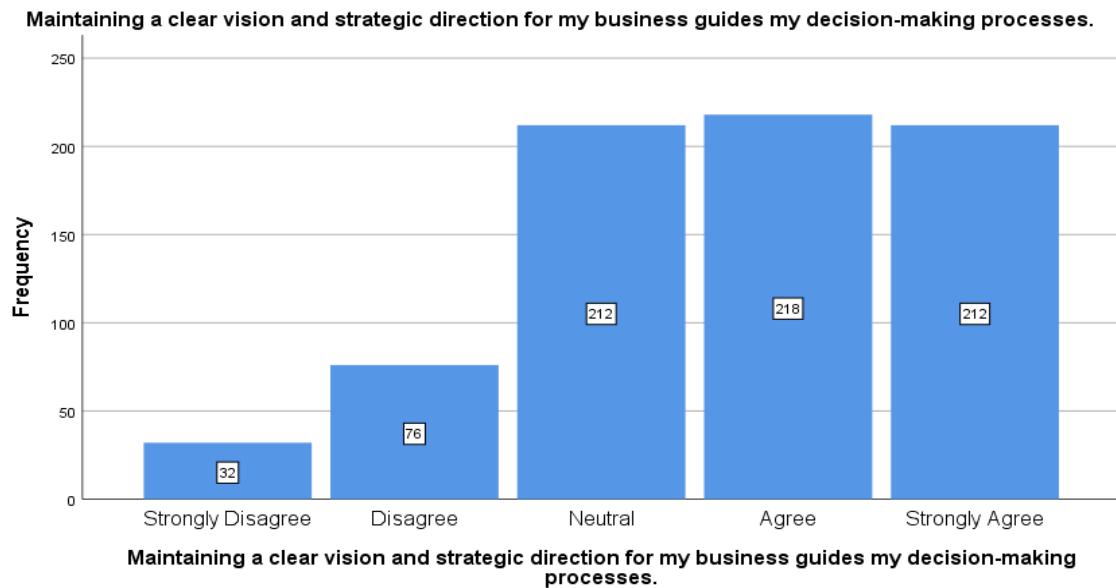 Maintaining a clear vision and strategic direction for my business guides my decision-making processes.
250
200
150
100
50
0
Frequency
32
76
212
218
212
Strongly Disagree
Disagree
Neutral
Agree
Strongly Agree
Maintaining a clear vision and strategic direction for my business guides my decision-making
processes.